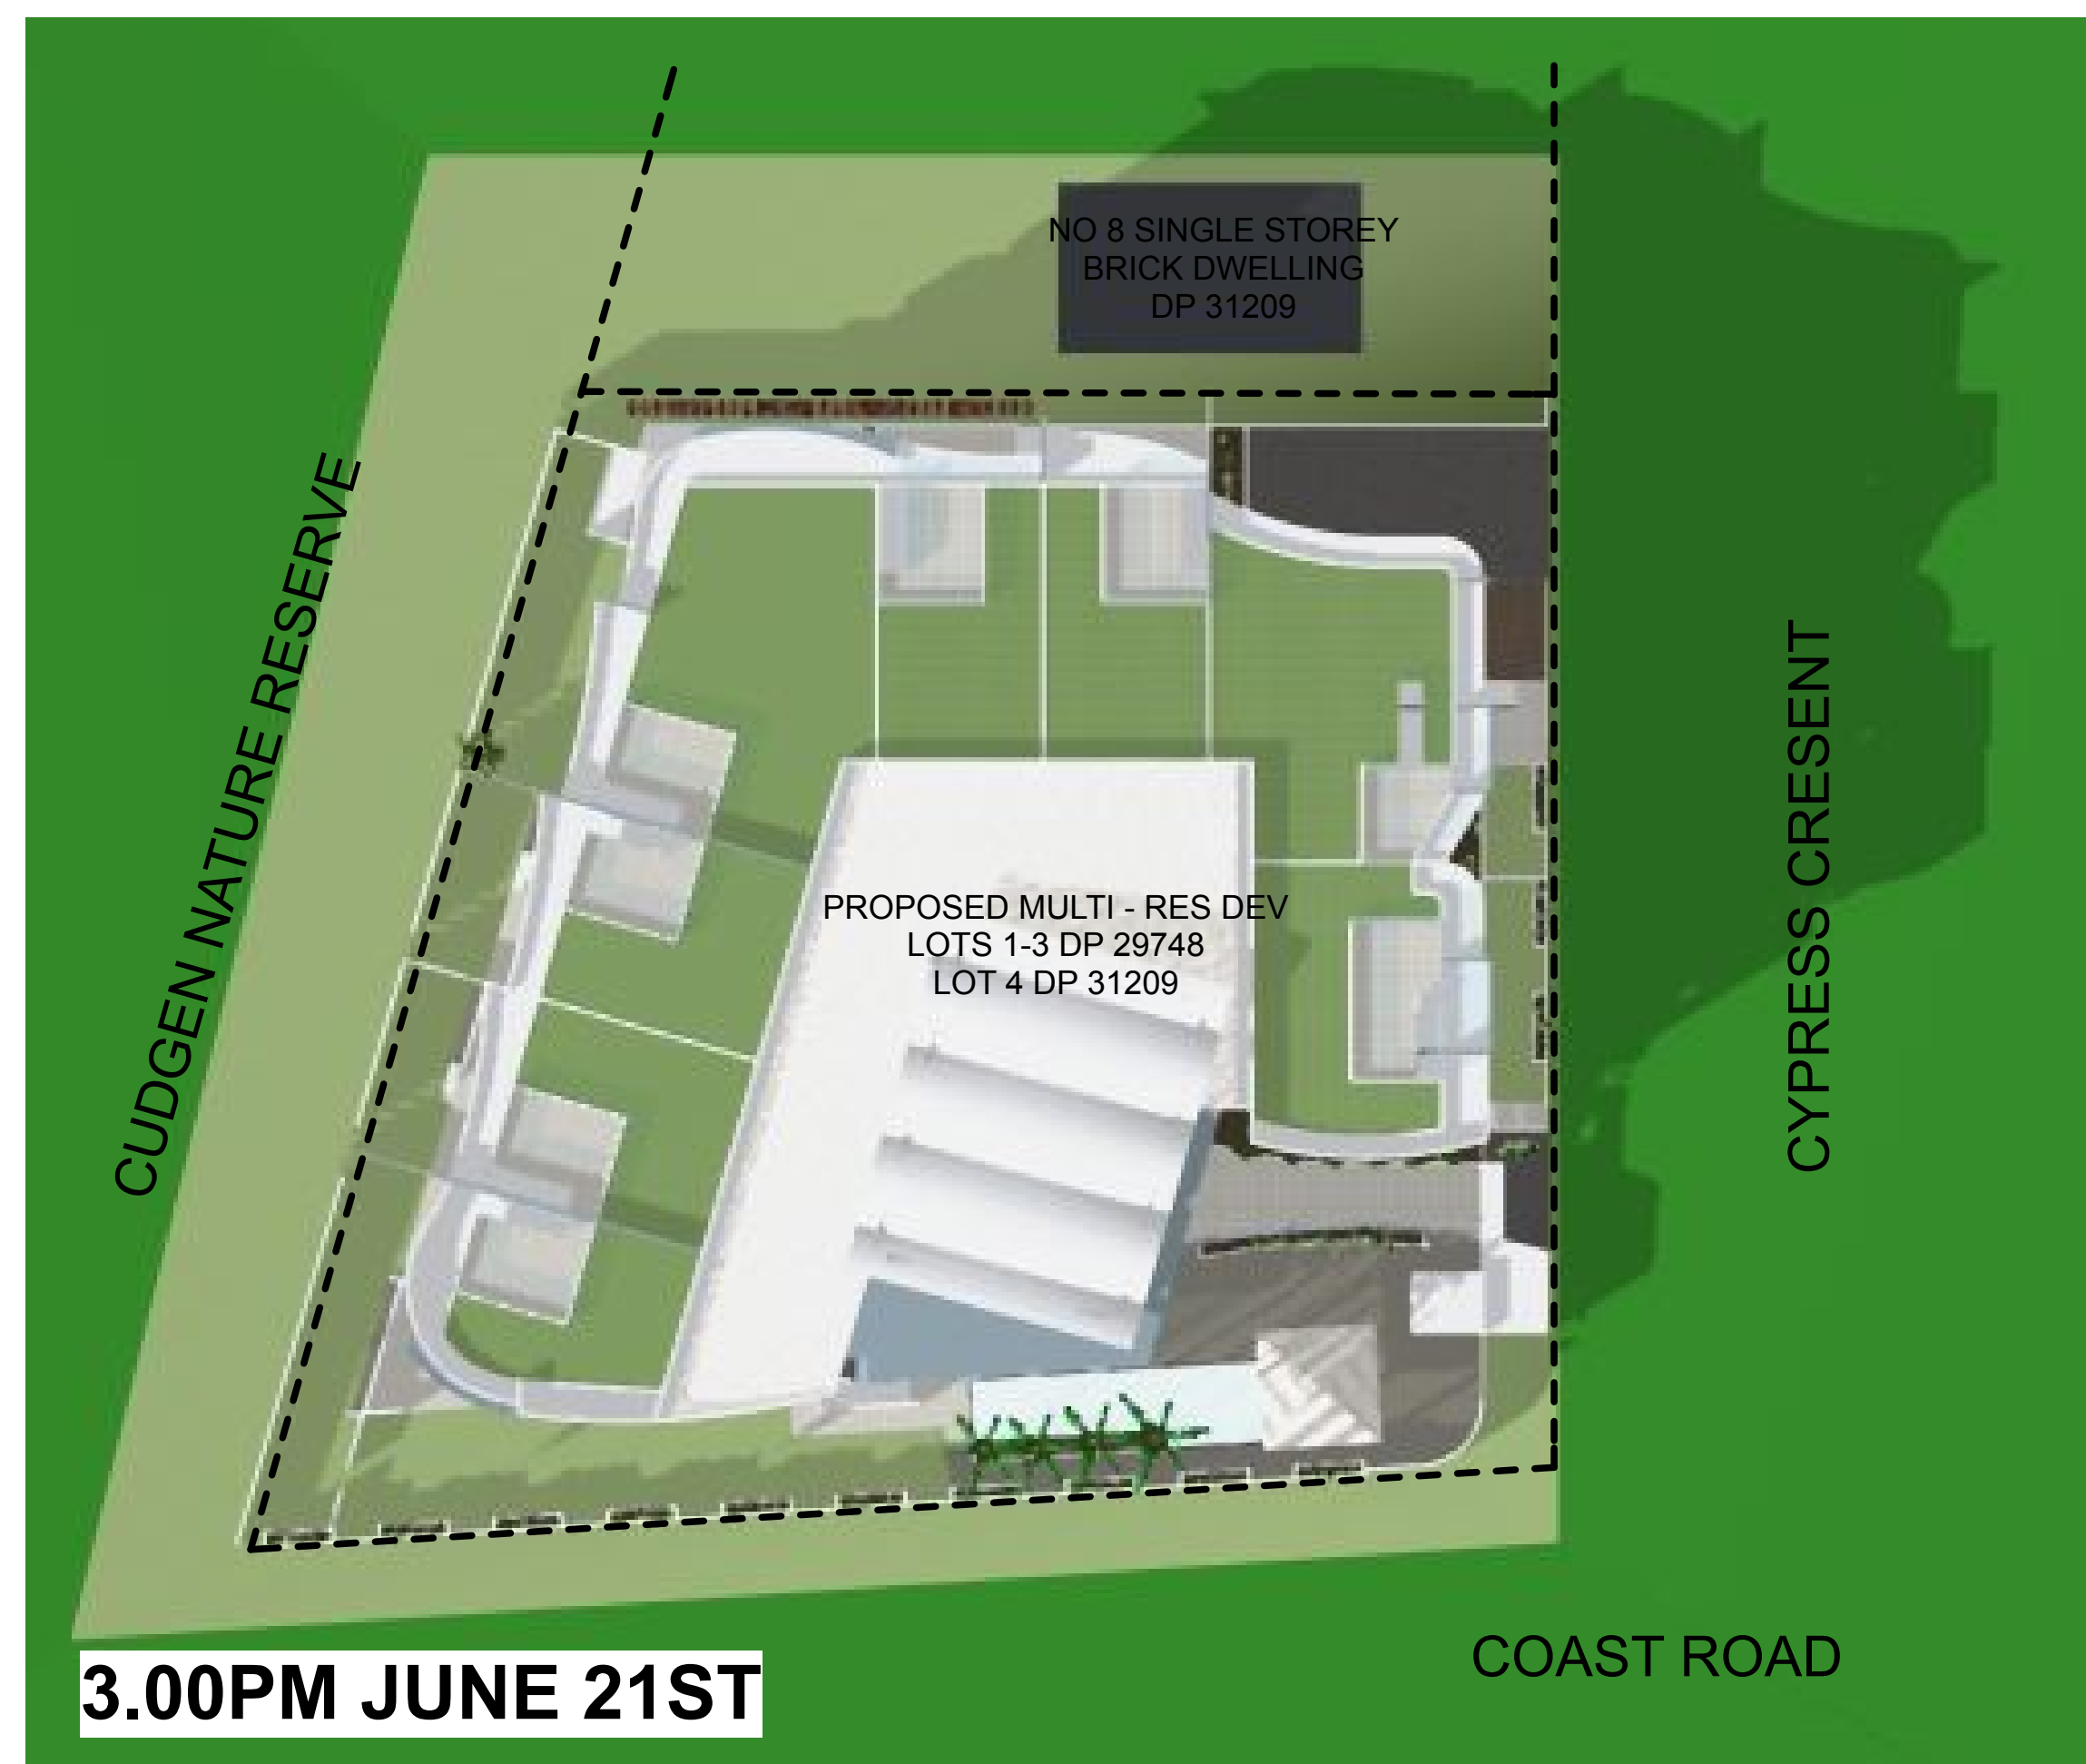 NO 8 SINGLE STOREY
BRICK DWELLING
DP 31209
CUDGEN NATURE RESERVE
CYPRESS CRESENT
PROPOSED MULTI - RES DEV
LOTS 1-3 DP 29748
LOT 4 DP 31209
COAST ROAD
3.00PM JUNE 21ST